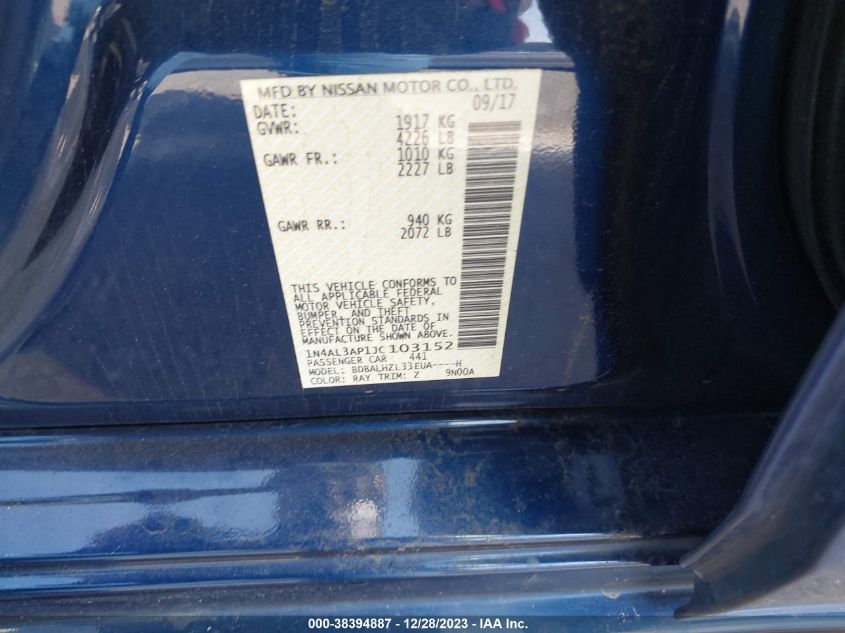 MFD BY NISSAN MOTOR CO., LTD.
DATE: 09/17
GVWR: 1917 KG
4226 LB
GAWR FR.: 1010 KG
2227 LB
GAWR RR.: 940 KG
2072 LB
THIS VEHICLE CONFORMS TO
ALL APPLICABLE FEDERAL
MOTOR VEHICLE SAFETY,
BUMPER, AND THEFT
PREVENTION STANDARDS IN
EFFECT ON THE DATE OF
MANUFACTURE SHOWN ABOVE.
1N4AL3AP1JC103152
PASSENGER CAR 441
MODEL: BDBALHZL33EUA----H
COLOR: RAY TRIM: Z 9N00A
000-38394887 - 12/28/2023 - IAA Inc.